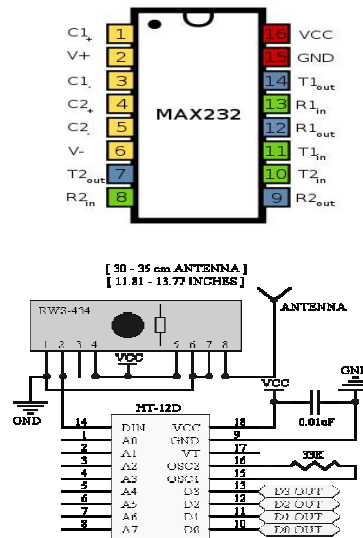 C1+ 1 16 VCC
V+ 2 15 GND
C1- 3 14 T1out
C2+ 4 13 R1in
C2- 5 MAX232 12 R1out
V- 6 11 T1in
T2out 7 10 T2in
R2in 8 9 R2out
[ 30 - 35 cm ANTENNA ]
[ 11.81 - 13.77 INCHES ]
RWS-434
ANTENNA
1 2 3 4 5 6 7 8
VCC
VCC
GND
GND
0.01uF
HT-12D
14 DIN VCC 18
1 A0 GND 9
2 A1 VT 17
3 A2 OSC2 16
33K
4 A3 OSC1 15
5 A4 D3 13 D3 OUT
6 A5 D2 12 D2 OUT
7 A6 D1 11 D1 OUT
8 A7 D0 10 D0 OUT